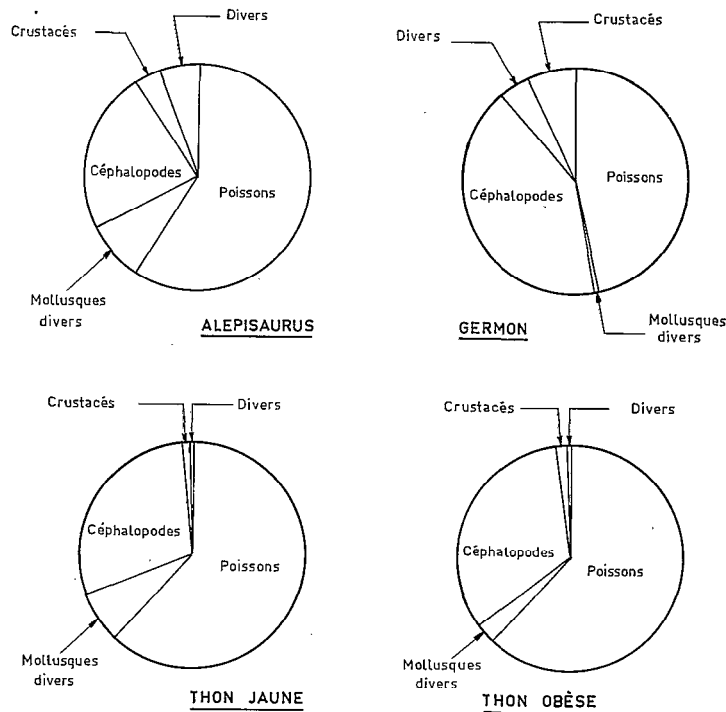 Divers
Crustacés
Céphalopodes
Poissons
Mollusques
divers
ALEPISAURUS
Crustacés
Divers
Céphalopodes
Poissons
Mollusques
divers
GERMON
Crustacés
Divers
Céphalopodes
Poissons
Mollusques
divers
THON JAUNE
Crustacés
Divers
Céphalopodes
Poissons
Mollusques
divers
THON OBÈSE